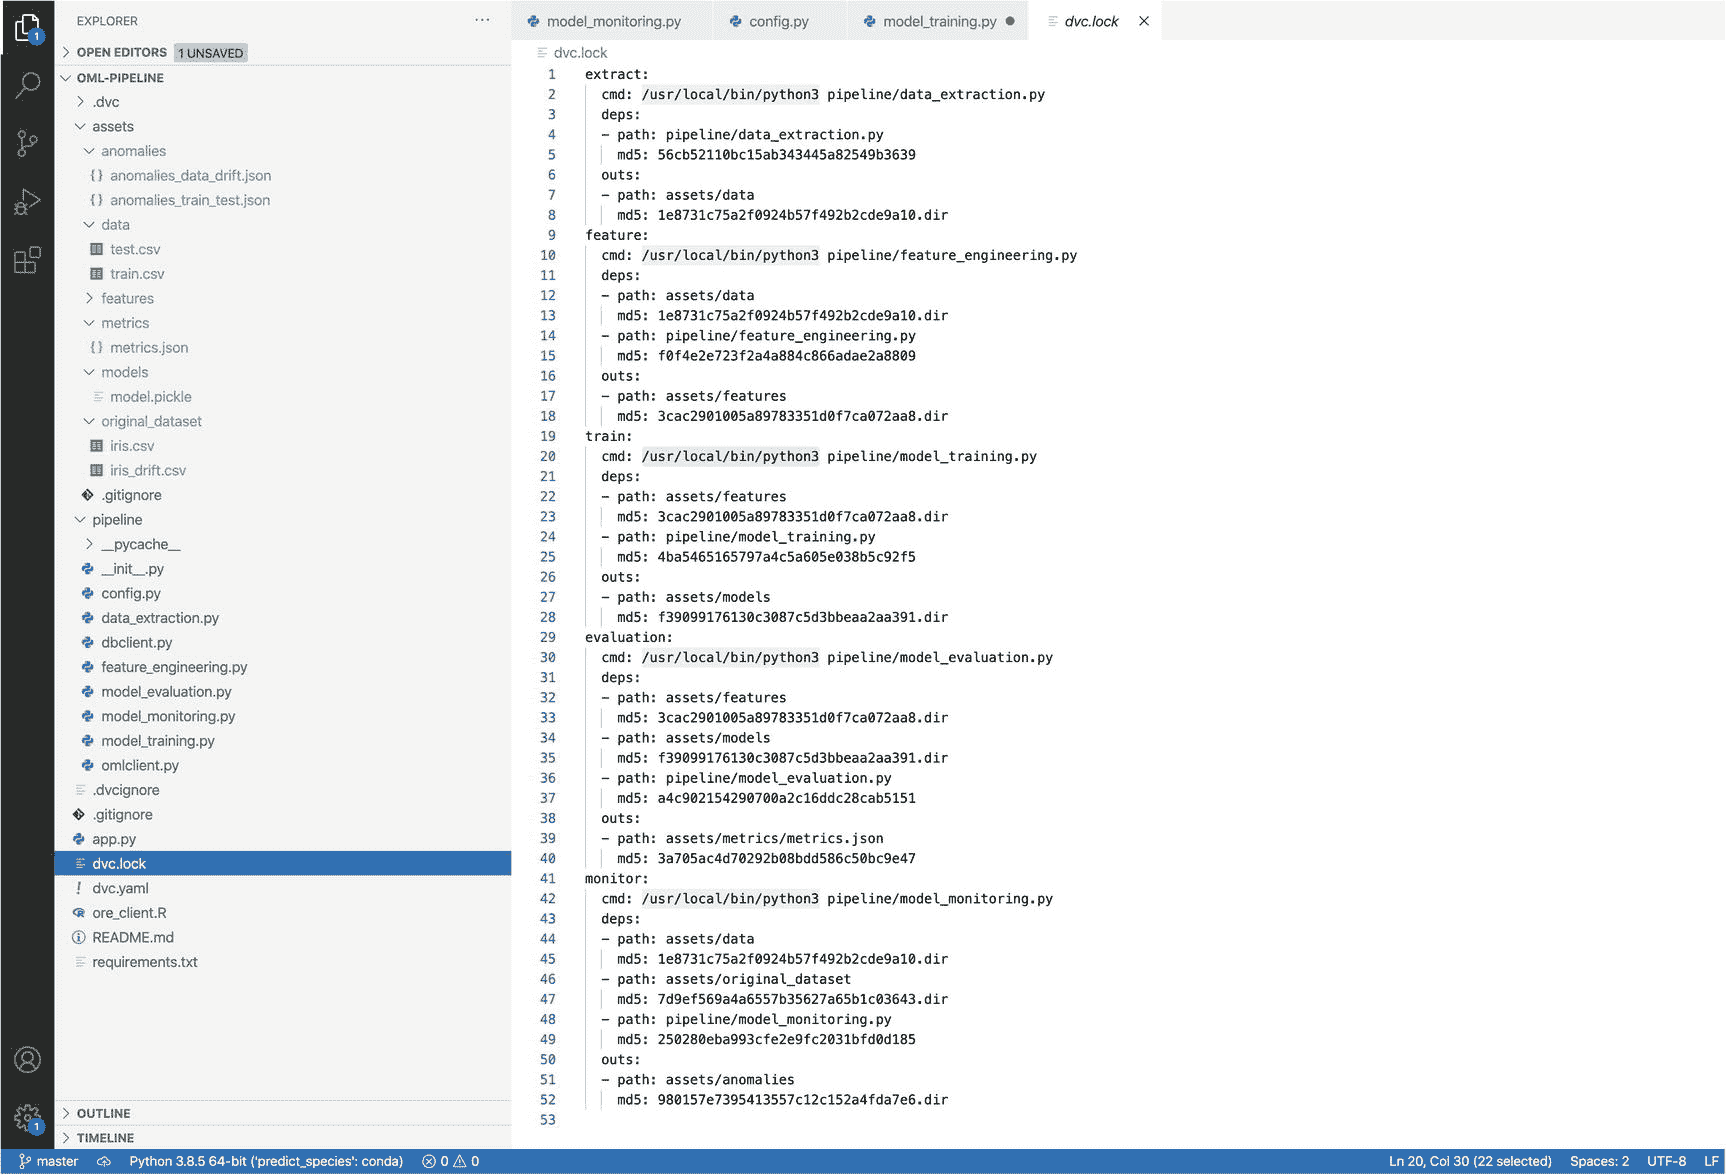 EXPLORER
OPEN EDITORS 1 UNSAVED
OML-PIPELINE
.dvc
assets
anomalies
{} anomalies_data_drift.json
{} anomalies_train_test.json
data
test.csv
train.csv
features
metrics
{} metrics.json
models
model.pickle
original_dataset
iris.csv
iris_drift.csv
.gitignore
pipeline
__pycache__
__init__.py
config.py
data_extraction.py
dbclient.py
feature_engineering.py
model_evaluation.py
model_monitoring.py
model_training.py
omlclient.py
.dvcignore
.gitignore
app.py
dvc.lock
! dvc.yaml
R ore_client.R
README.md
requirements.txt
OUTLINE
TIMELINE
1
1
model_monitoring.py config.py model_training.py dvc.lock
dvc.lock
1 extract:
2 cmd: /usr/local/bin/python3 pipeline/data_extraction.py
3 deps:
4 - path: pipeline/data_extraction.py
5 md5: 56cb52110bc15ab343445a82549b3639
6 outs:
7 - path: assets/data
8 md5: 1e8731c75a2f0924b57f492b2cde9a10.dir
9 feature:
10 cmd: /usr/local/bin/python3 pipeline/feature_engineering.py
11 deps:
12 - path: assets/data
13 md5: 1e8731c75a2f0924b57f492b2cde9a10.dir
14 - path: pipeline/feature_engineering.py
15 md5: f0f4e2e723f2a4a884c866adae2a8809
16 outs:
17 - path: assets/features
18 md5: 3cac2901005a89783351d0f7ca072aa8.dir
19 train:
20 cmd: /usr/local/bin/python3 pipeline/model_training.py
21 deps:
22 - path: assets/features
23 md5: 3cac2901005a89783351d0f7ca072aa8.dir
24 - path: pipeline/model_training.py
25 md5: 4ba5465165797a4c5a605e038b5c92f5
26 outs:
27 - path: assets/models
28 md5: f39099176130c3087c5d3bbeaa2aa391.dir
29 evaluation:
30 cmd: /usr/local/bin/python3 pipeline/model_evaluation.py
31 deps:
32 - path: assets/features
33 md5: 3cac2901005a89783351d0f7ca072aa8.dir
34 - path: assets/models
35 md5: f39099176130c3087c5d3bbeaa2aa391.dir
36 - path: pipeline/model_evaluation.py
37 md5: a4c902154290700a2c16ddc28cab5151
38 outs:
39 - path: assets/metrics/metrics.json
40 md5: 3a705ac4d70292b08bdd586c50bc9e47
41 monitor:
42 cmd: /usr/local/bin/python3 pipeline/model_monitoring.py
43 deps:
44 - path: assets/data
45 md5: 1e8731c75a2f0924b57f492b2cde9a10.dir
46 - path: assets/original_dataset
47 md5: 7d9ef569a4a6557b35627a65b1c03643.dir
48 - path: pipeline/model_monitoring.py
49 md5: 250280eba993cfe2e9fc2031bfd0d185
50 outs:
51 - path: assets/anomalies
52 md5: 980157e7395413557c12c152a4fda7e6.dir
53
master Python 3.8.5 64-bit ('predict_species': conda) 0 0 Ln 20, Col 30 (22 selected) Spaces: 2 UTF-8 LF